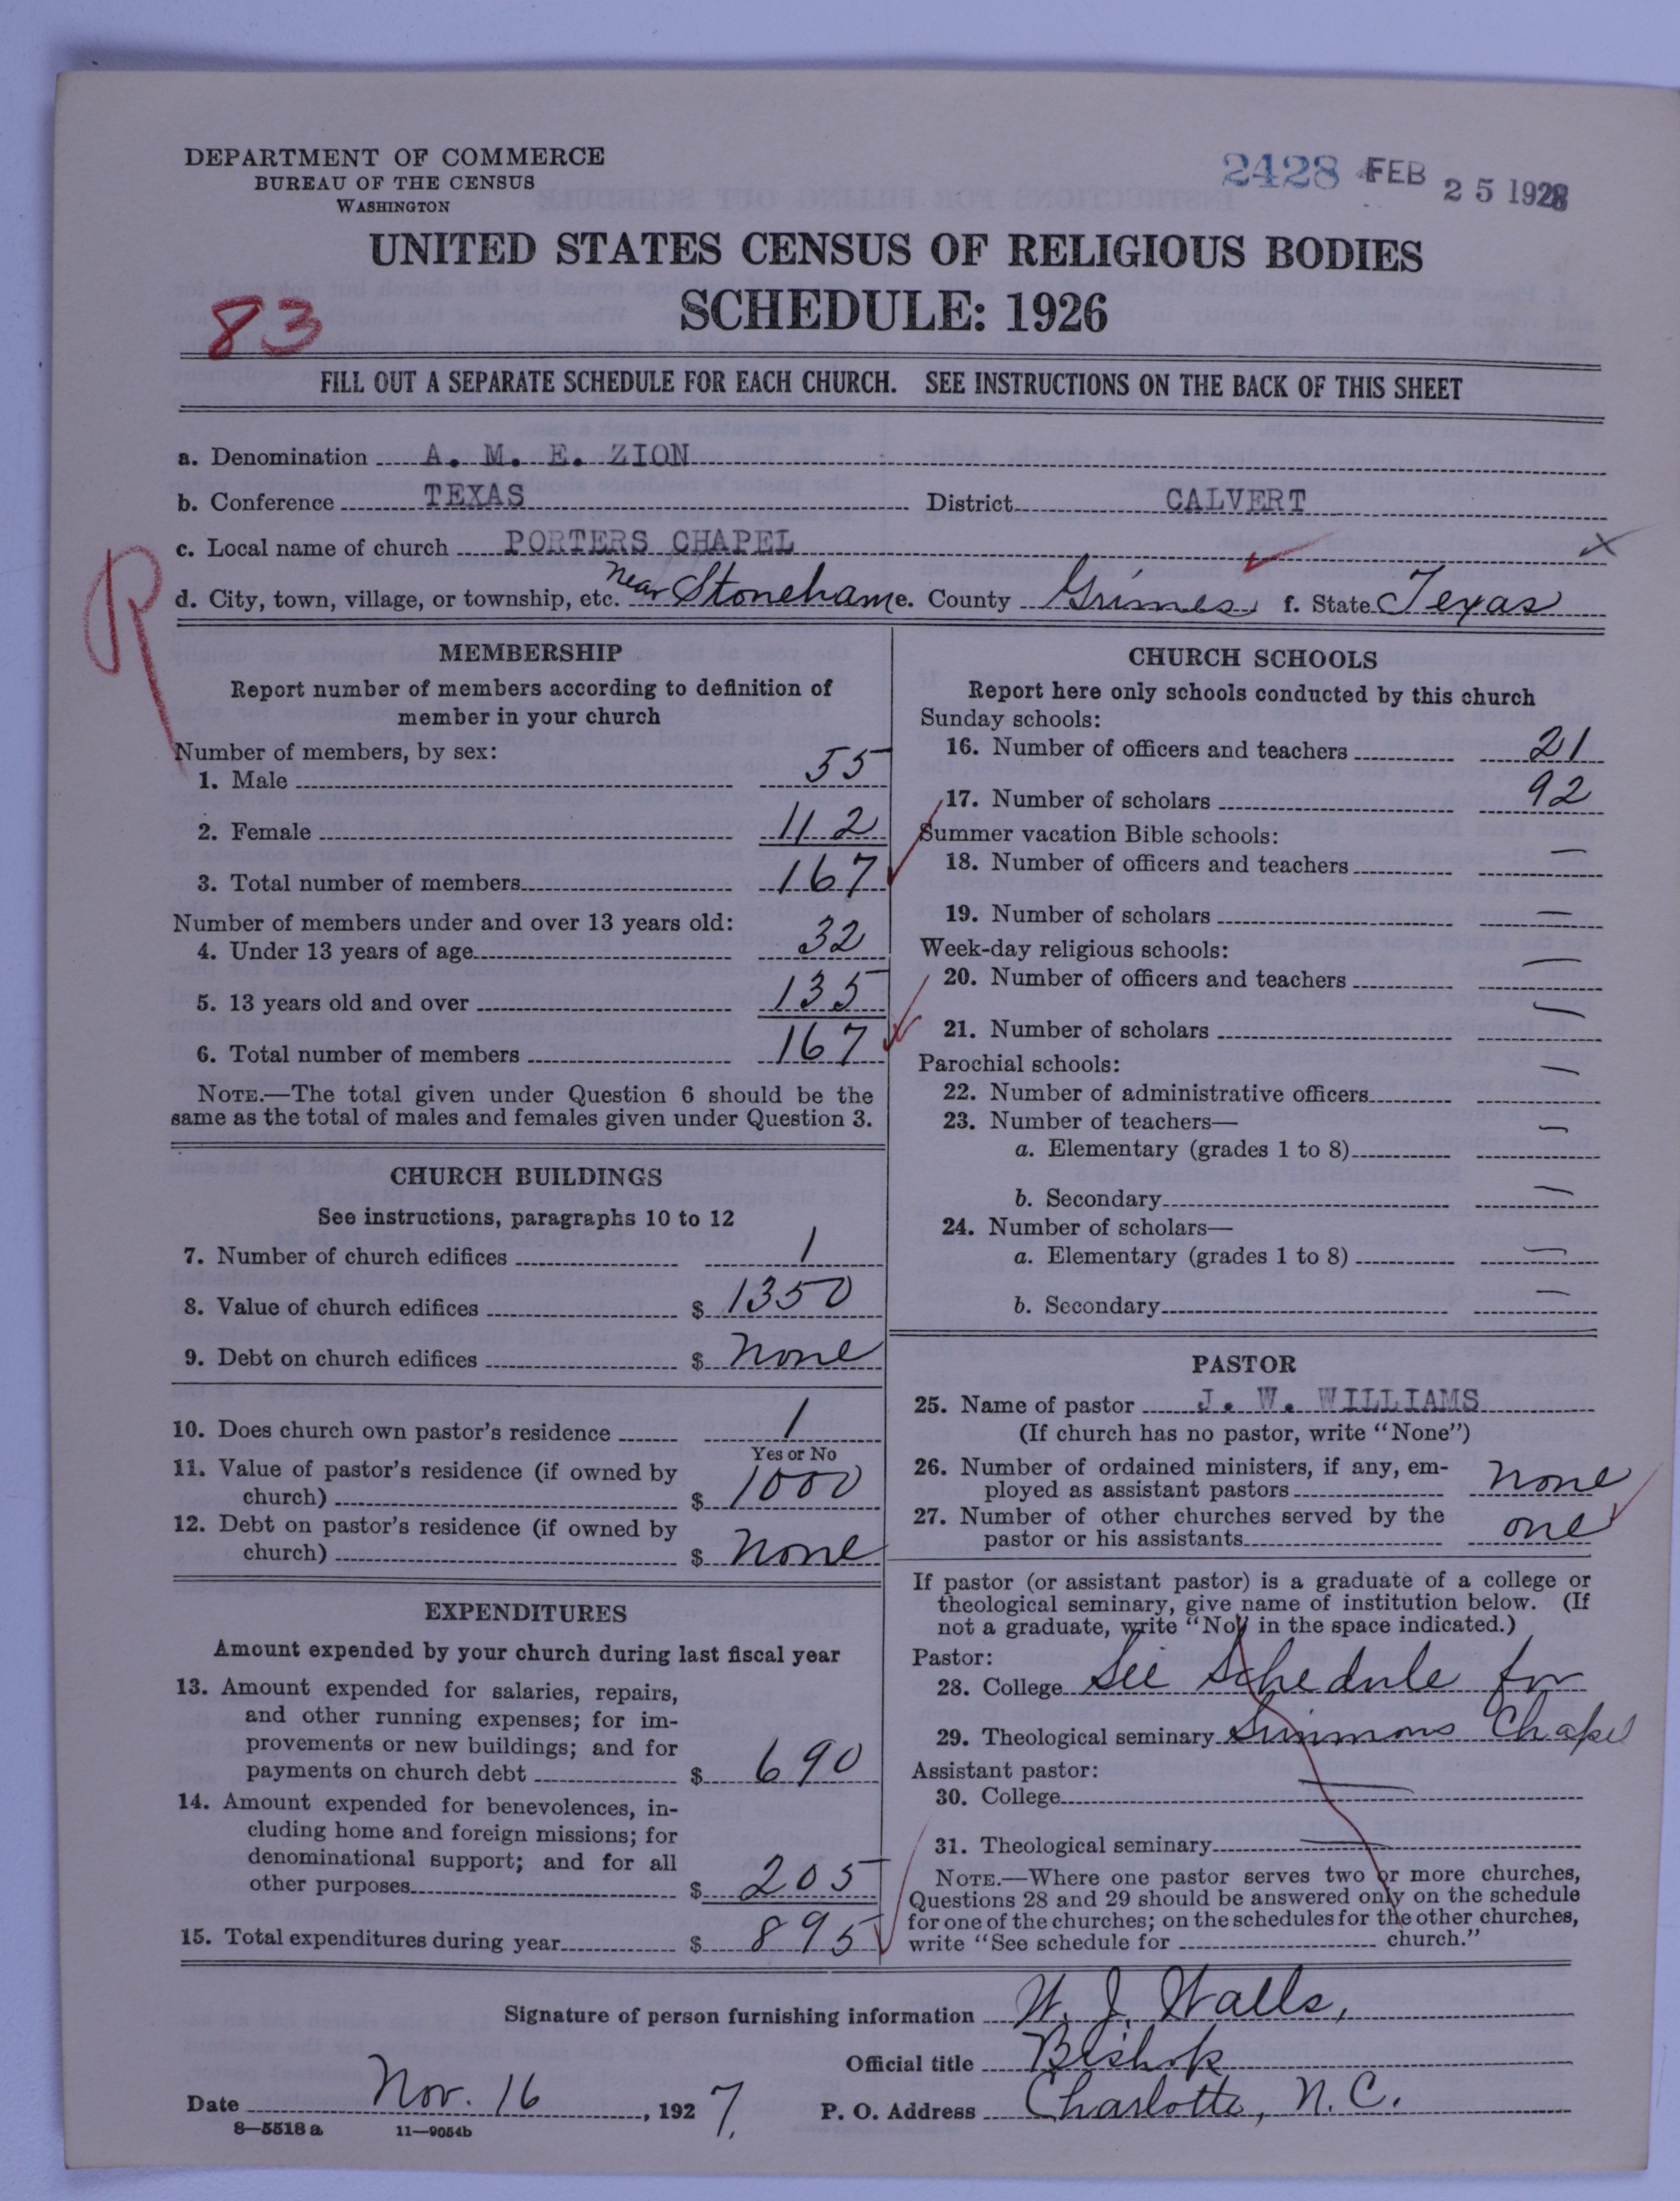 DEPARTMENT OF COMMERCE
BUREAU OF THE CENSUS
WASHINGTON
2428 FEB 25 1928
UNITED STATES CENSUS OF RELIGIOUS BODIES
SCHEDULE: 1926
83
FILL OUT A SEPARATE SCHEDULE FOR EACH CHURCH. SEE INSTRUCTIONS ON THE BACK OF THIS SHEET
a. Denomination A. M. E. ZION
b. Conference TEXAS District CALVERT
c. Local name of church PORTERS CHAPEL
d. City, town, village, or township, etc. near Stoneham e. County Grimes f. State Texas
R
MEMBERSHIP
Report number of members according to definition of
member in your church
Number of members, by sex:
1. Male 55
2. Female 112
3. Total number of members 167
Number of members under and over 13 years old:
4. Under 13 years of age 32
5. 13 years old and over 135
6. Total number of members 167
NOTE.—The total given under Question 6 should be the
same as the total of males and females given under Question 3.
CHURCH BUILDINGS
See instructions, paragraphs 10 to 12
7. Number of church edifices 1
8. Value of church edifices $ 1350
9. Debt on church edifices $ none
10. Does church own pastor's residence 1
Yes or No
11. Value of pastor's residence (if owned by
church) $ 1000
12. Debt on pastor's residence (if owned by
church) $ none
EXPENDITURES
Amount expended by your church during last fiscal year
13. Amount expended for salaries, repairs,
and other running expenses; for im-
provements or new buildings; and for
payments on church debt $ 690
14. Amount expended for benevolences, in-
cluding home and foreign missions; for
denominational support; and for all
other purposes $ 205
15. Total expenditures during year $ 895
CHURCH SCHOOLS
Report here only schools conducted by this church
Sunday schools:
16. Number of officers and teachers 21
17. Number of scholars 92
Summer vacation Bible schools:
18. Number of officers and teachers —
19. Number of scholars —
Week-day religious schools:
20. Number of officers and teachers —
21. Number of scholars —
Parochial schools:
22. Number of administrative officers —
23. Number of teachers—
a. Elementary (grades 1 to 8) —
b. Secondary —
24. Number of scholars—
a. Elementary (grades 1 to 8) —
b. Secondary —
PASTOR
25. Name of pastor J. W. WILLIAMS
(If church has no pastor, write "None")
26. Number of ordained ministers, if any, em-
ployed as assistant pastors none
27. Number of other churches served by the
pastor or his assistants one
If pastor (or assistant pastor) is a graduate of a college or
theological seminary, give name of institution below. (If
not a graduate, write "No" in the space indicated.)
Pastor:
28. College See Schedule for
29. Theological seminary Simmons Chapel
Assistant pastor:
30. College —
31. Theological seminary —
NOTE.—Where one pastor serves two or more churches,
Questions 28 and 29 should be answered only on the schedule
for one of the churches; on the schedules for the other churches,
write "See schedule for church."
Signature of person furnishing information W. J. Walls,
Official title Bishop
Date Nov. 16, 1927. P. O. Address Charlotte, N. C.
8—5518a 11—9054b